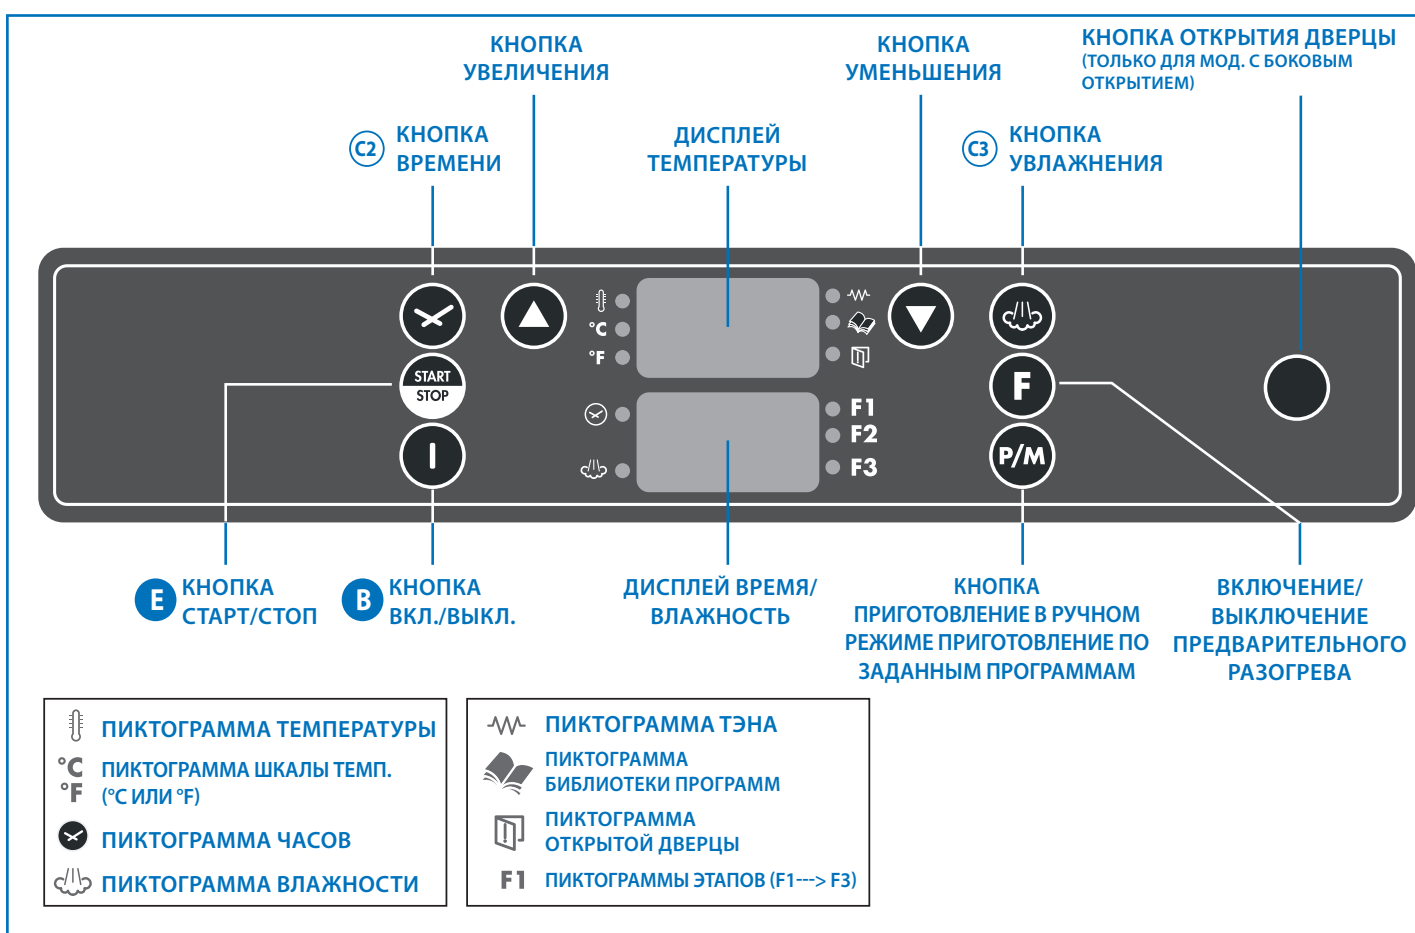 КНОПКА
УВЕЛИЧЕНИЯ
КНОПКА
УМЕНЬШЕНИЯ
КНОПКА ОТКРЫТИЯ ДВЕРЦЫ
(ТОЛЬКО ДЛЯ МОД. С БОКОВЫМ
ОТКРЫТИЕМ)
C2 КНОПКА
ВРЕМЕНИ
ДИСПЛЕЙ
ТЕМПЕРАТУРЫ
C3 КНОПКА
УВЛАЖНЕНИЯ
°C
°F
START
STOP
F
F1
F2
F3
P/M
I
E КНОПКА
СТАРТ/СТОП
B КНОПКА
ВКЛ./ВЫКЛ.
ДИСПЛЕЙ ВРЕМЯ/
ВЛАЖНОСТЬ
КНОПКА
ПРИГОТОВЛЕНИЕ В РУЧНОМ
РЕЖИМЕ ПРИГОТОВЛЕНИЕ ПО
ЗАДАННЫМ ПРОГРАММАМ
ВКЛЮЧЕНИЕ/
ВЫКЛЮЧЕНИЕ
ПРЕДВАРИТЕЛЬНОГО
РАЗОГРЕВА
ПИКТОГРАММА ТЕМПЕРАТУРЫ
°C ПИКТОГРАММА ШКАЛЫ ТЕМП.
°F (°C ИЛИ °F)
ПИКТОГРАММА ЧАСОВ
ПИКТОГРАММА ВЛАЖНОСТИ
ПИКТОГРАММА ТЭНА
ПИКТОГРАММА
БИБЛИОТЕКИ ПРОГРАММ
ПИКТОГРАММА
ОТКРЫТОЙ ДВЕРЦЫ
F1 ПИКТОГРАММЫ ЭТАПОВ (F1---> F3)